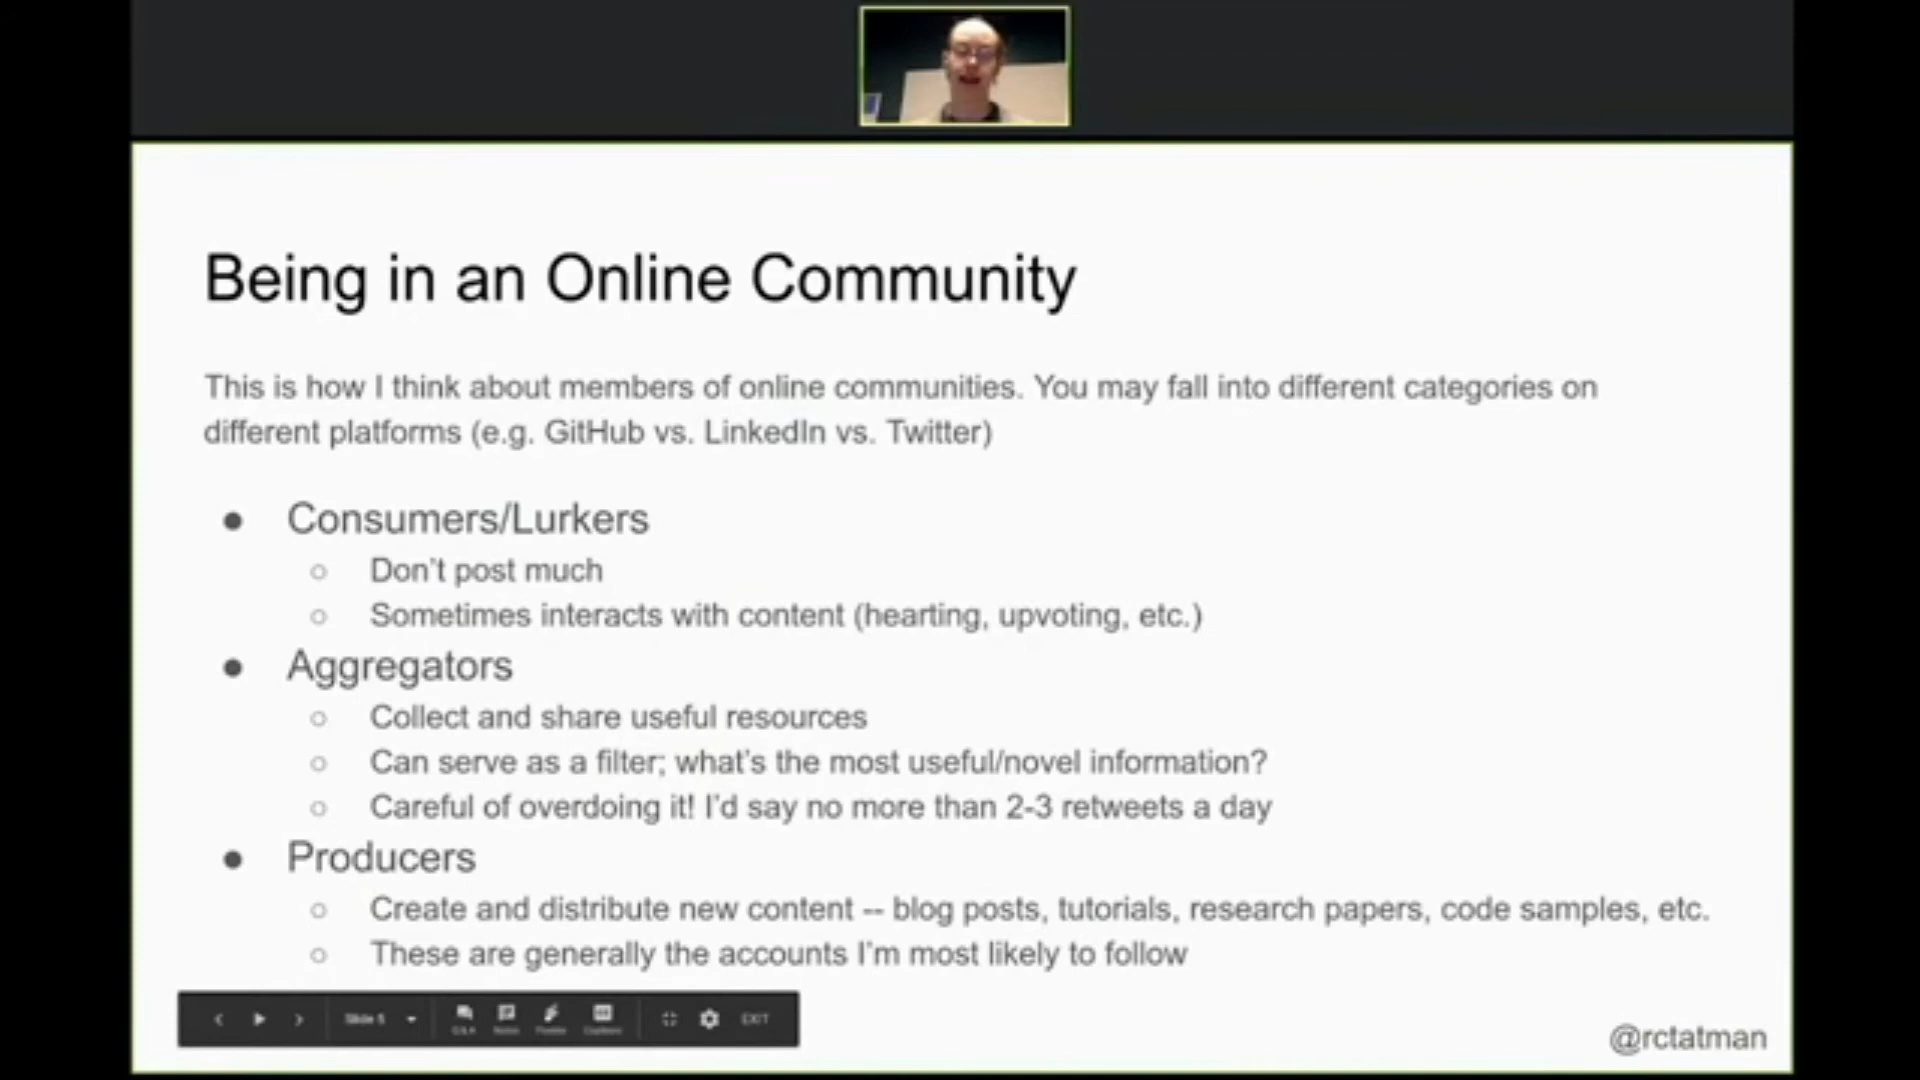 Being in an Online Community
This is how I think about members of online communities. You may fall into different categories on
different platforms (e.g. GitHub vs. LinkedIn vs. Twitter)
● Consumers/Lurkers
○ Don't post much
○ Sometimes interacts with content (hearting, upvoting, etc.)
● Aggregators
○ Collect and share useful resources
○ Can serve as a filter; what's the most useful/novel information?
○ Careful of overdoing it! I'd say no more than 2-3 retweets a day
● Producers
○ Create and distribute new content -- blog posts, tutorials, research papers, code samples, etc.
○ These are generally the accounts I'm most likely to follow
EXIT
@rctatman